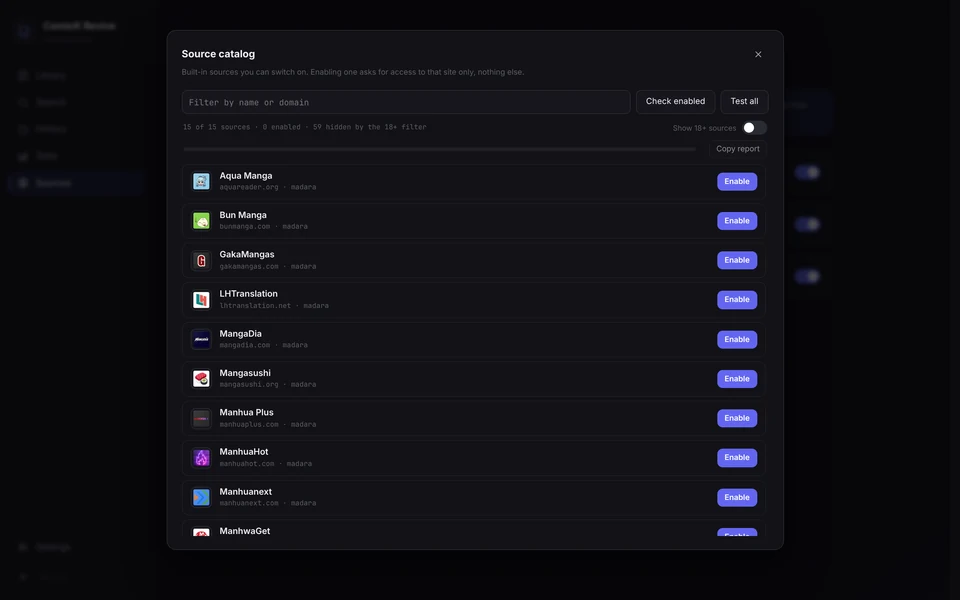 Source catalog
Built-in sources you can switch on. Enabling one asks for access to that site only, nothing else.
Filter by name or domain
Check enabled
Test all
15 of 15 sources · 0 enabled · 59 hidden by the 18+ filter
Show 18+ sources
Copy report
Aqua Manga
aquareader.org · madara
Enable
Bun Manga
bunmanga.com · madara
Enable
GakaMangas
gakamangas.com · madara
Enable
LHTranslation
lhtranslation.net · madara
Enable
MangaDia
mangadia.com · madara
Enable
Mangasushi
mangasushi.org · madara
Enable
Manhua Plus
manhuaplus.com · madara
Enable
ManhuaHot
manhuahot.com · madara
Enable
Manhuanext
manhuanext.com · madara
Enable
ManhwaGet
Enable